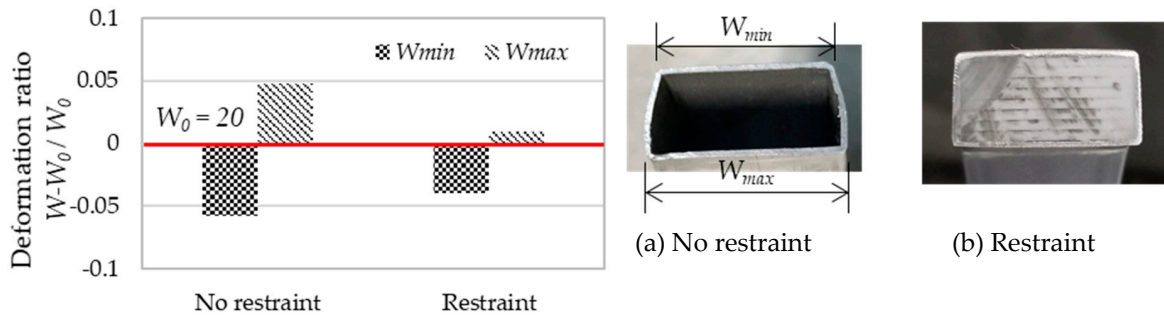 Deformation ratio
W-W0 / W0
0.1
0.05
0
-0.05
-0.1
Wmin Wmax
W0 = 20
No restraint Restraint
Wmin
Wmax
(a) No restraint
(b) Restraint